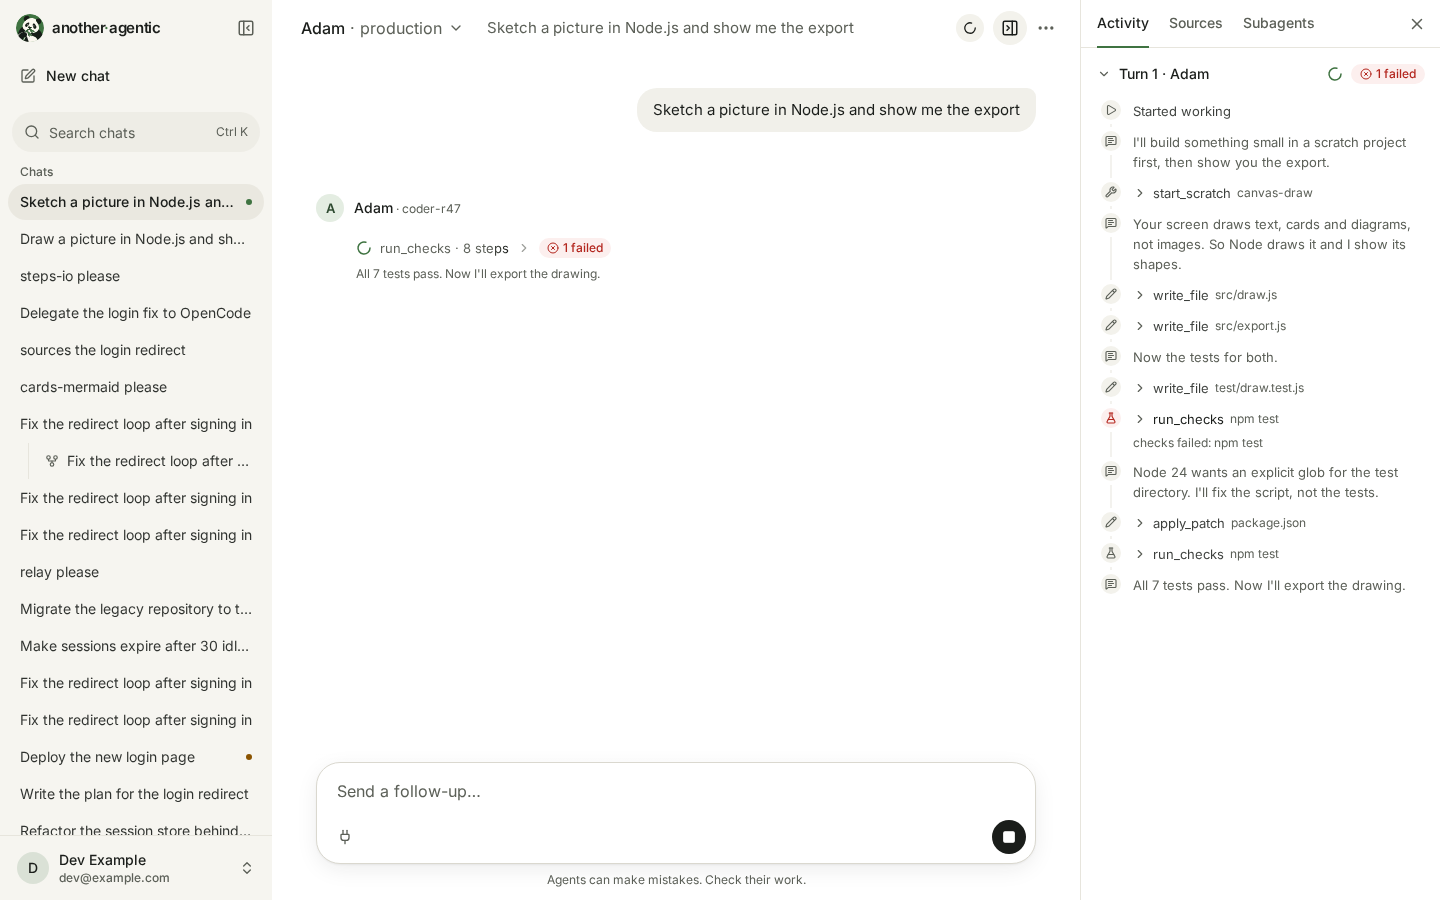 another·agentic
New chat
Search chats
Ctrl K
Chats
Sketch a picture in Node.js an...
Draw a picture in Node.js and sh...
steps-io please
Delegate the login fix to OpenCode
sources the login redirect
cards-mermaid please
Fix the redirect loop after signing in
Fix the redirect loop after ...
Fix the redirect loop after signing in
Fix the redirect loop after signing in
relay please
Migrate the legacy repository to t...
Make sessions expire after 30 idl...
Fix the redirect loop after signing in
Fix the redirect loop after signing in
Deploy the new login page
Write the plan for the login redirect
Refactor the session store behind...
D
Dev Example
dev@example.com
Adam · production
Sketch a picture in Node.js and show me the export
Sketch a picture in Node.js and show me the export
A
Adam · coder-r47
run_checks · 8 steps
1 failed
All 7 tests pass. Now I'll export the drawing.
Send a follow-up...
Agents can make mistakes. Check their work.
Activity
Sources
Subagents
Turn 1 · Adam
1 failed
Started working
I'll build something small in a scratch project
first, then show you the export.
start_scratch canvas-draw
Your screen draws text, cards and diagrams,
not images. So Node draws it and I show its
shapes.
write_file src/draw.js
write_file src/export.js
Now the tests for both.
write_file test/draw.test.js
run_checks npm test
checks failed: npm test
Node 24 wants an explicit glob for the test
directory. I'll fix the script, not the tests.
apply_patch package.json
run_checks npm test
All 7 tests pass. Now I'll export the drawing.